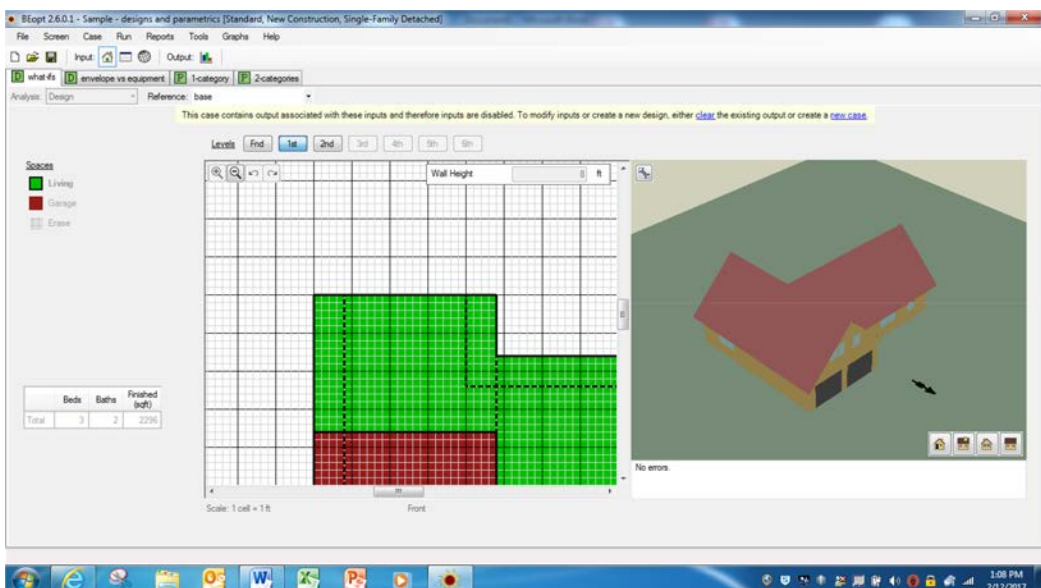 BEopt 2.6.0.1 - Sample - designs and parametrics [Standard, New Construction, Single-Family Detached]
File Screen Case Run Reports Tools Graphs Help
Input: Output:
D what-ifs D envelope vs equipment P 1-category P 2-categories
Analysis: Design Reference: base
This case contains output associated with these inputs and therefore inputs are disabled. To modify inputs or create a new design, either clear the existing output or create a new case.
Levels Fnd 1st 2nd 3rd 4th 5th 6th
Spaces
Living
Garage
Erase
Wall Height 8 ft
Beds Baths Finished
(sqft)
Total 3 2 2296
No errors.
Scale: 1 cell = 1 ft Front
1:08 PM
2/12/2017